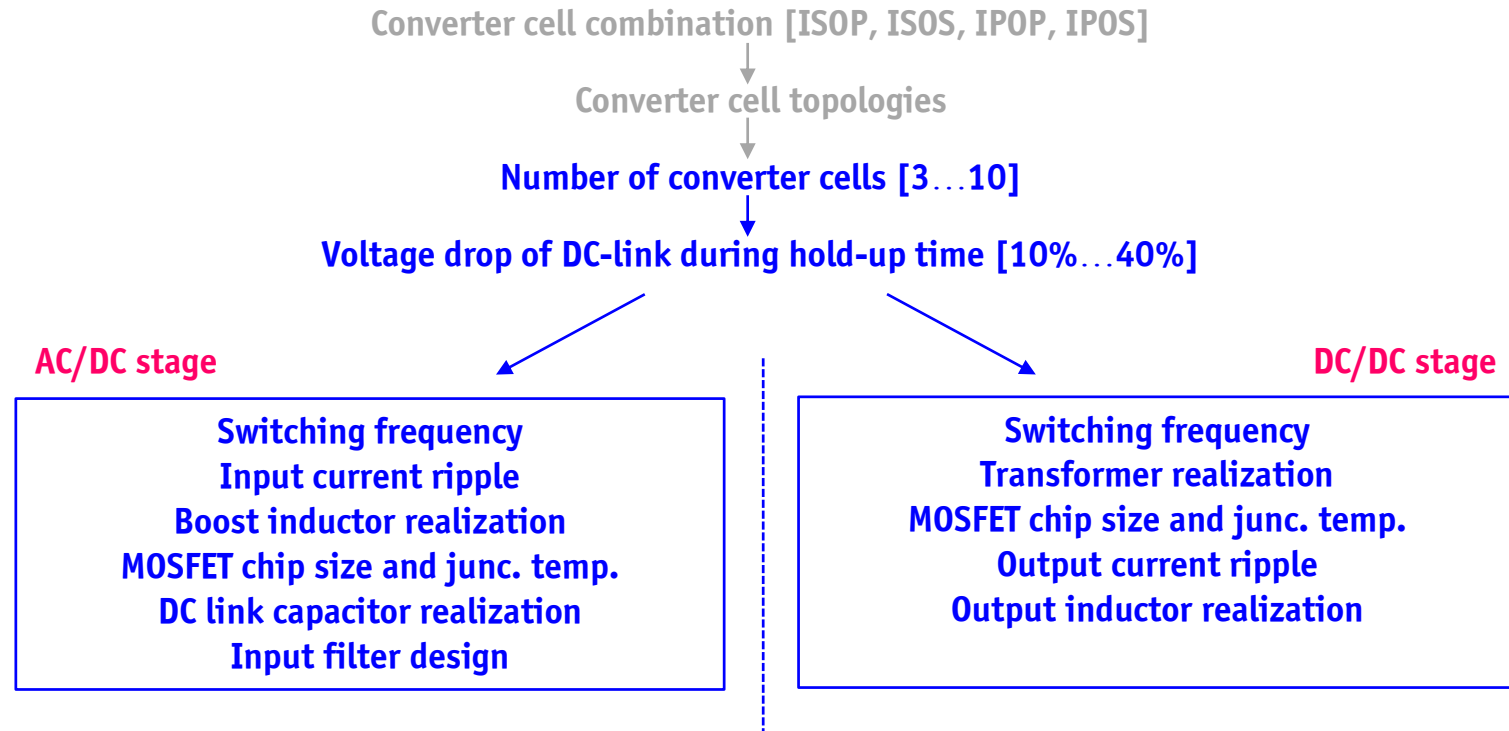 Converter cell combination [ISOP, ISOS, IPOP, IPOS]
Converter cell topologies
Number of converter cells [3…10]
Voltage drop of DC-link during hold-up time [10%…40%]
AC/DC stage
Switching frequency
Input current ripple
Boost inductor realization
MOSFET chip size and junc. temp.
DC link capacitor realization
Input filter design
DC/DC stage
Switching frequency
Transformer realization
MOSFET chip size and junc. temp.
Output current ripple
Output inductor realization